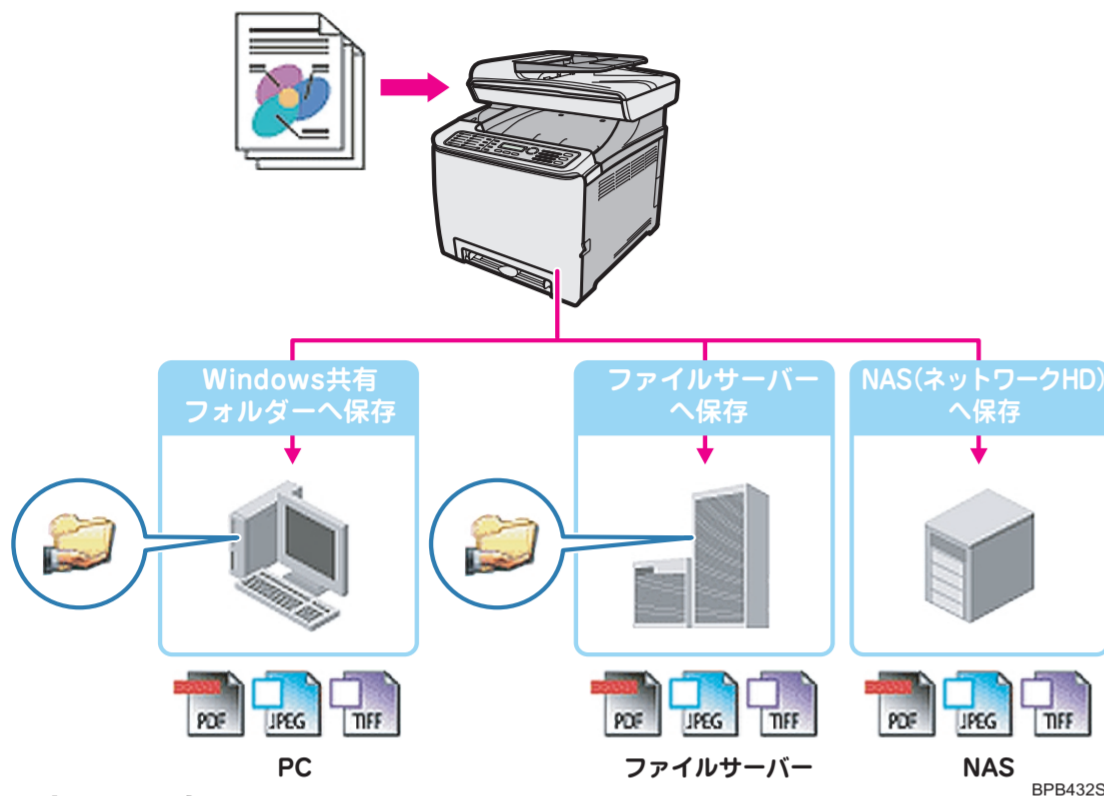 Windows共有
フォルダーへ保存
ファイルサーバー
へ保存
NAS(ネットワークHD)
へ保存
PDF
JPEG
TIFF
PDF
JPEG
TIFF
PDF
JPEG
TIFF
PC
ファイルサーバー
NAS
BPB432S